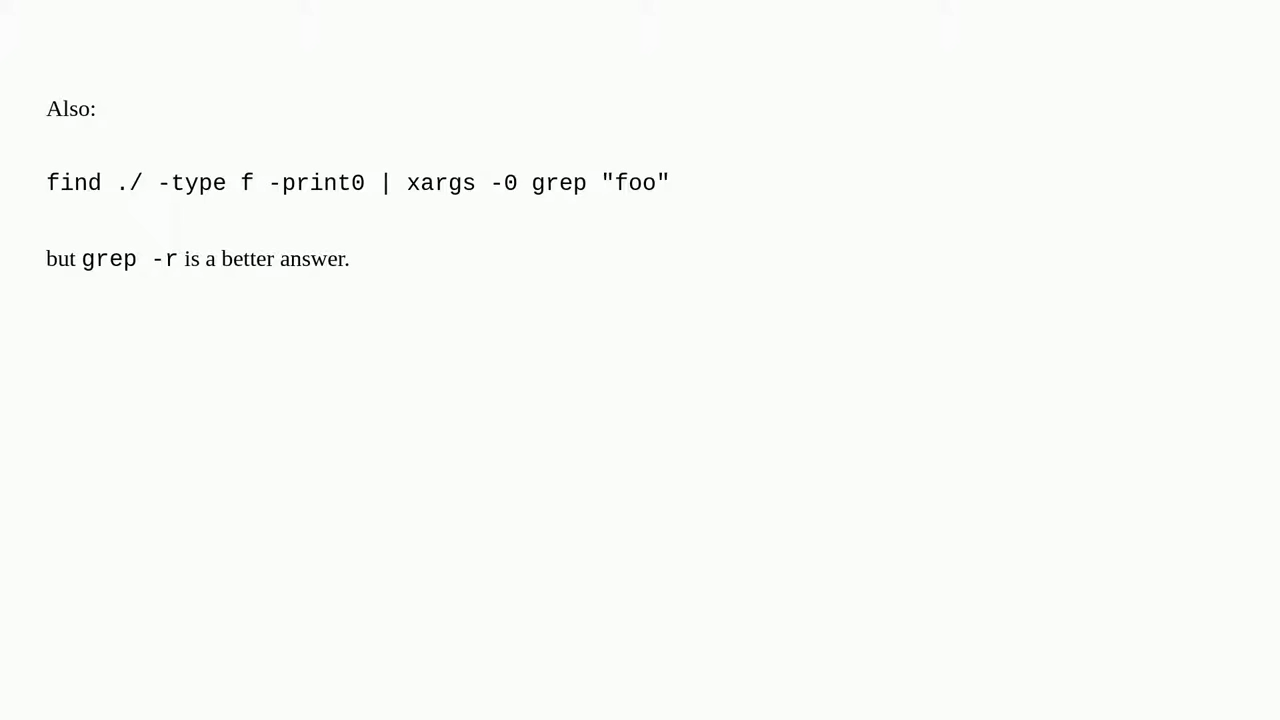 Also:
find ./ -type f -print0 | xargs -0 grep "foo"
but grep -r is a better answer.